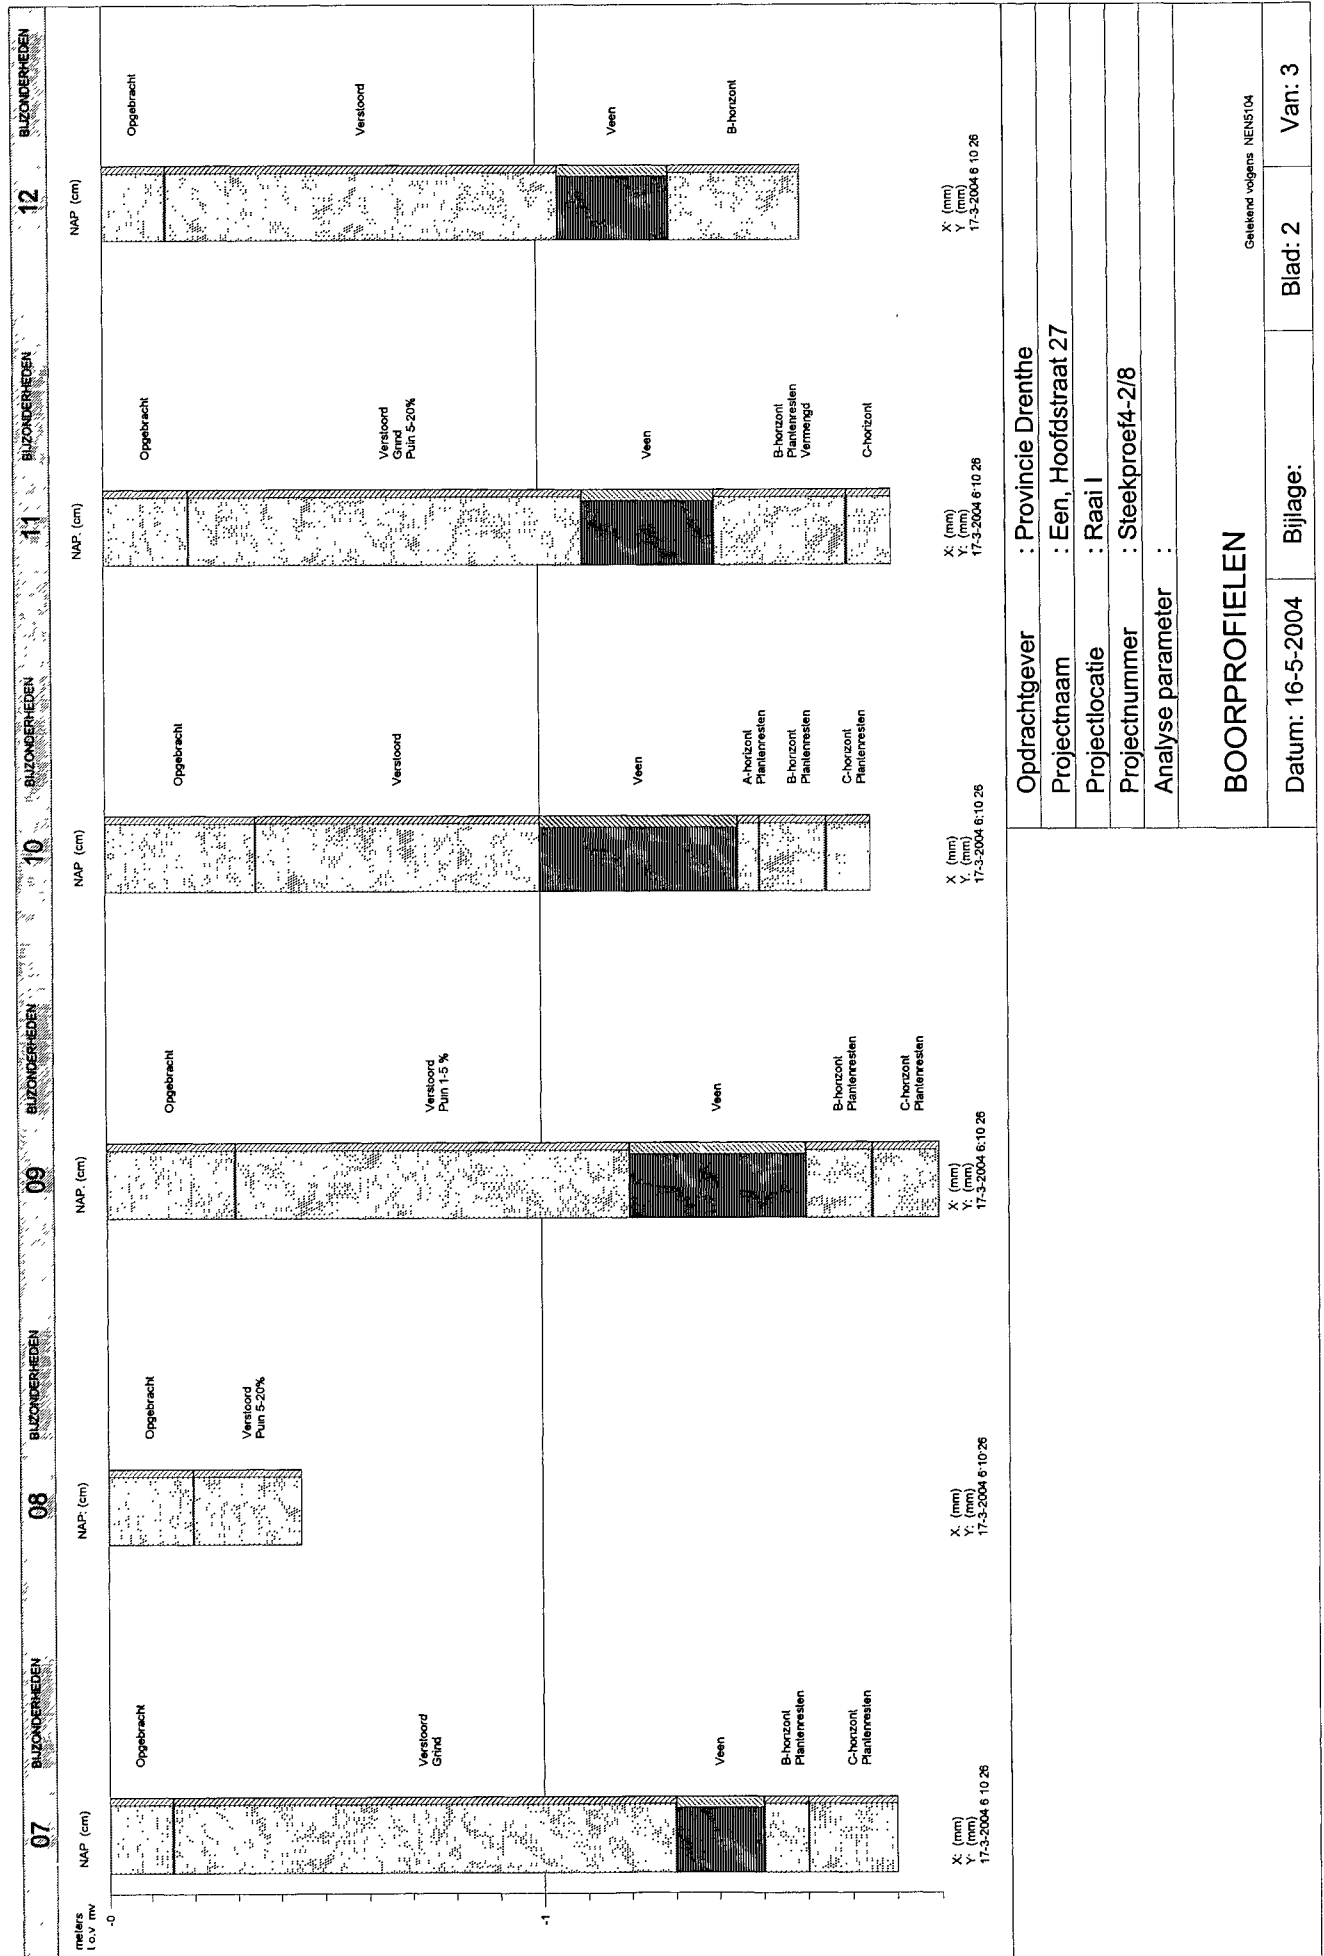 07 BIJZONDERHEDEN 08 BIJZONDERHEDEN 09 BIJZONDERHEDEN 10 BIJZONDERHEDEN 11 BIJZONDERHEDEN 12 BIJZONDERHEDEN
meters
t.o.v. mv
-0
-1
NAP (cm)
Opgebracht
Verstoord
Grind
Veen
B-horizont
Plantenresten
C-horizont
Plantenresten
X: (mm)
Y (mm)
17-3-2004 6 10 26
NAP: (cm)
Opgebracht
Verstoord
Puin 5-20%
X. (mm)
Y: (mm)
17-3-2004 6:10:26
NAP. (cm)
Opgebracht
Verstoord
Puin 1-5 %
Veen
B-horizont
Plantenresten
C-horizont
Plantenresten
X: (mm)
Y: (mm)
17-3-2004 6:10 26
NAP (cm)
Opgebracht
Verstoord
Veen
A-horizont
Plantenresten
B-horizont
Plantenresten
C-horizont
Plantenresten
X (mm)
Y. (mm)
17-3-2004 6:10 26
NAP. (cm)
Opgebracht
Verstoord
Grind
Puin 5-20%
Veen
B-horizont
Plantenresten
Vermengd
C-horizont
X: (mm)
Y: (mm)
17-3-2004 6:10 26
NAP (cm)
Opgebracht
Verstoord
Veen
B-horizont
X: (mm)
Y (mm)
17-3-2004 6 10 26
Opdrachtgever : Provincie Drenthe
Projectnaam : Een, Hoofdstraat 27
Projectlocatie : Raai I
Projectnummer : Steekproef4-2/8
Analyse parameter :
BOORPROFIELEN
Getekend volgens NEN5104
Datum: 16-5-2004 Bijlage: Blad: 2 Van: 3